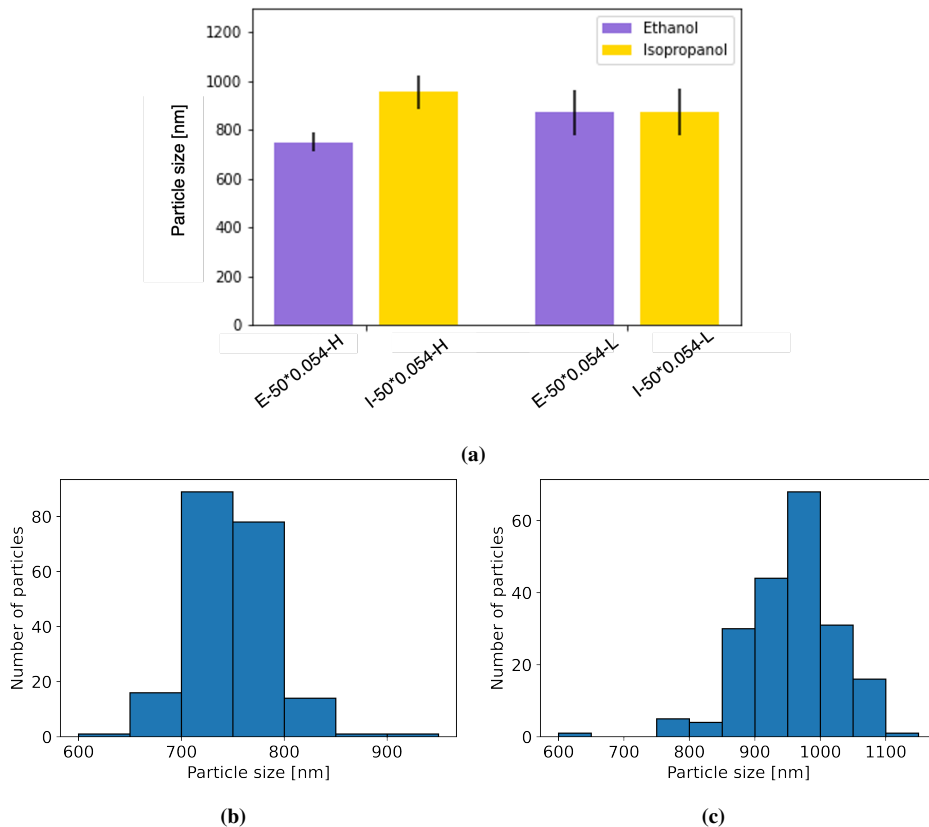 1200
1000
800
600
400
200
0
Particle size [nm]
Ethanol
Isopropanol
E-50*0.054-H
I-50*0.054-H
E-50*0.054-L
I-50*0.054-L
(a)
80
60
40
20
0
Number of particles
600 700 800 900
Particle size [nm]
(b)
60
40
20
0
Number of particles
600 700 800 900 1000 1100
Particle size [nm]
(c)